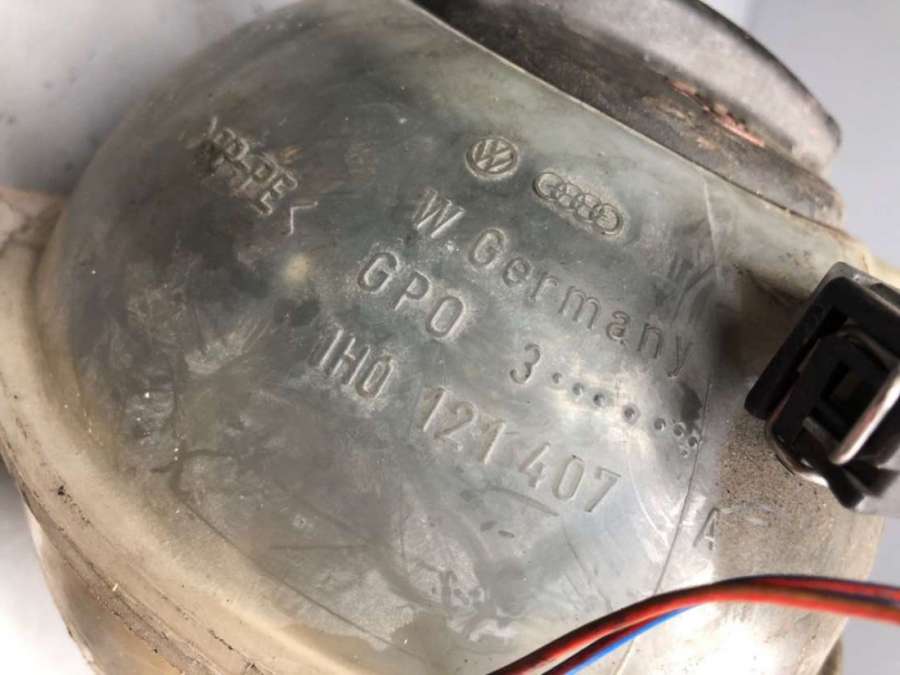 >PP-PE<
W. Germany
GPO 3
1H0 121 407 A